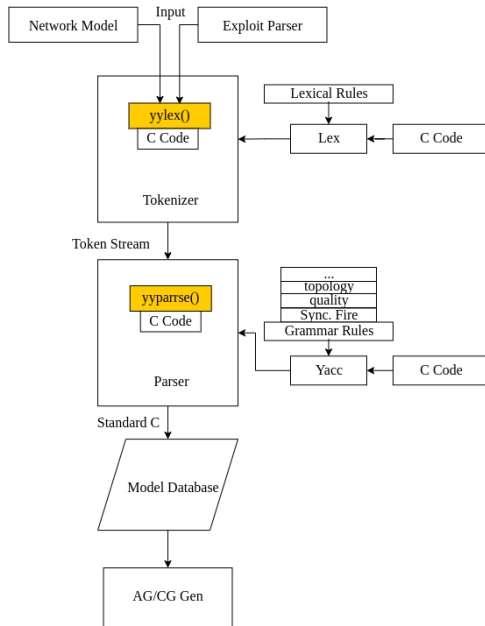 Input
Network Model
Exploit Parser
yylex()
C Code
Tokenizer
Lexical Rules
Lex
C Code
Token Stream
yyparrse()
C Code
Parser
...
topology
quality
Sync. Fire
Grammar Rules
Yacc
C Code
Standard C
Model Database
AG/CG Gen